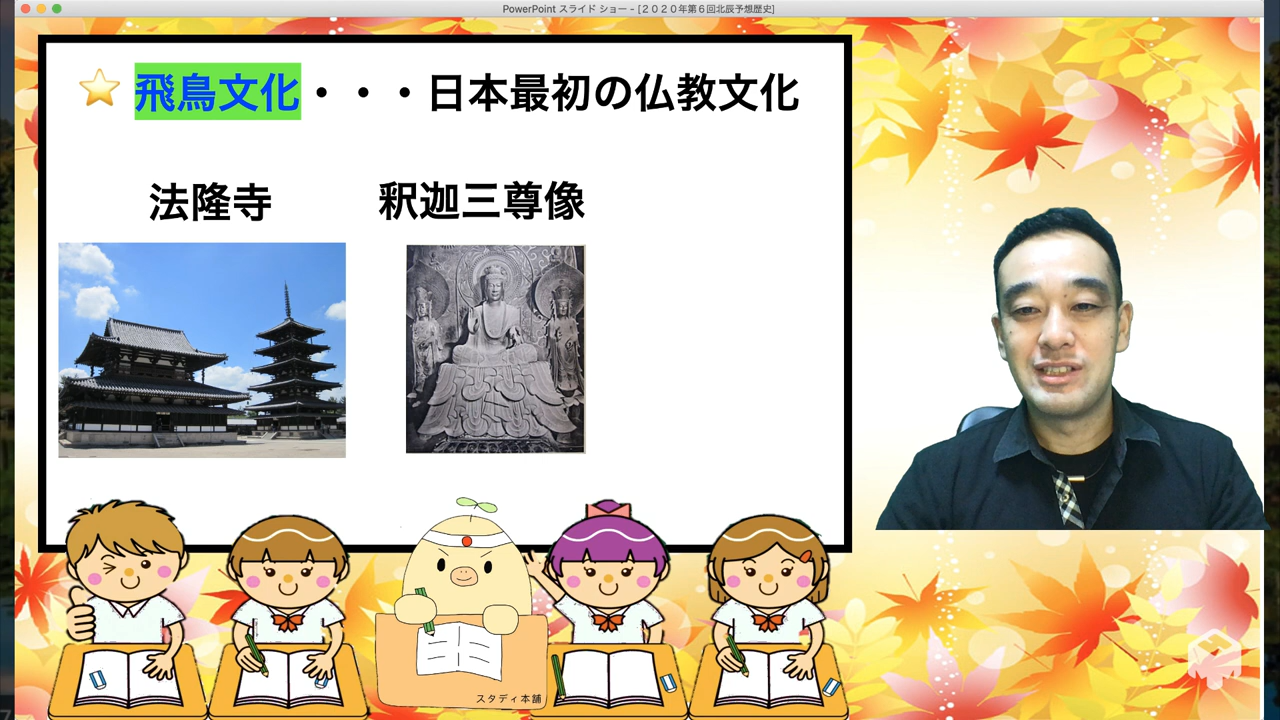 PowerPoint スライド ショー - [２０２０年第６回北辰予想歴史]
飛鳥文化・・・日本最初の仏教文化
法隆寺
釈迦三尊像
スタディ本舗